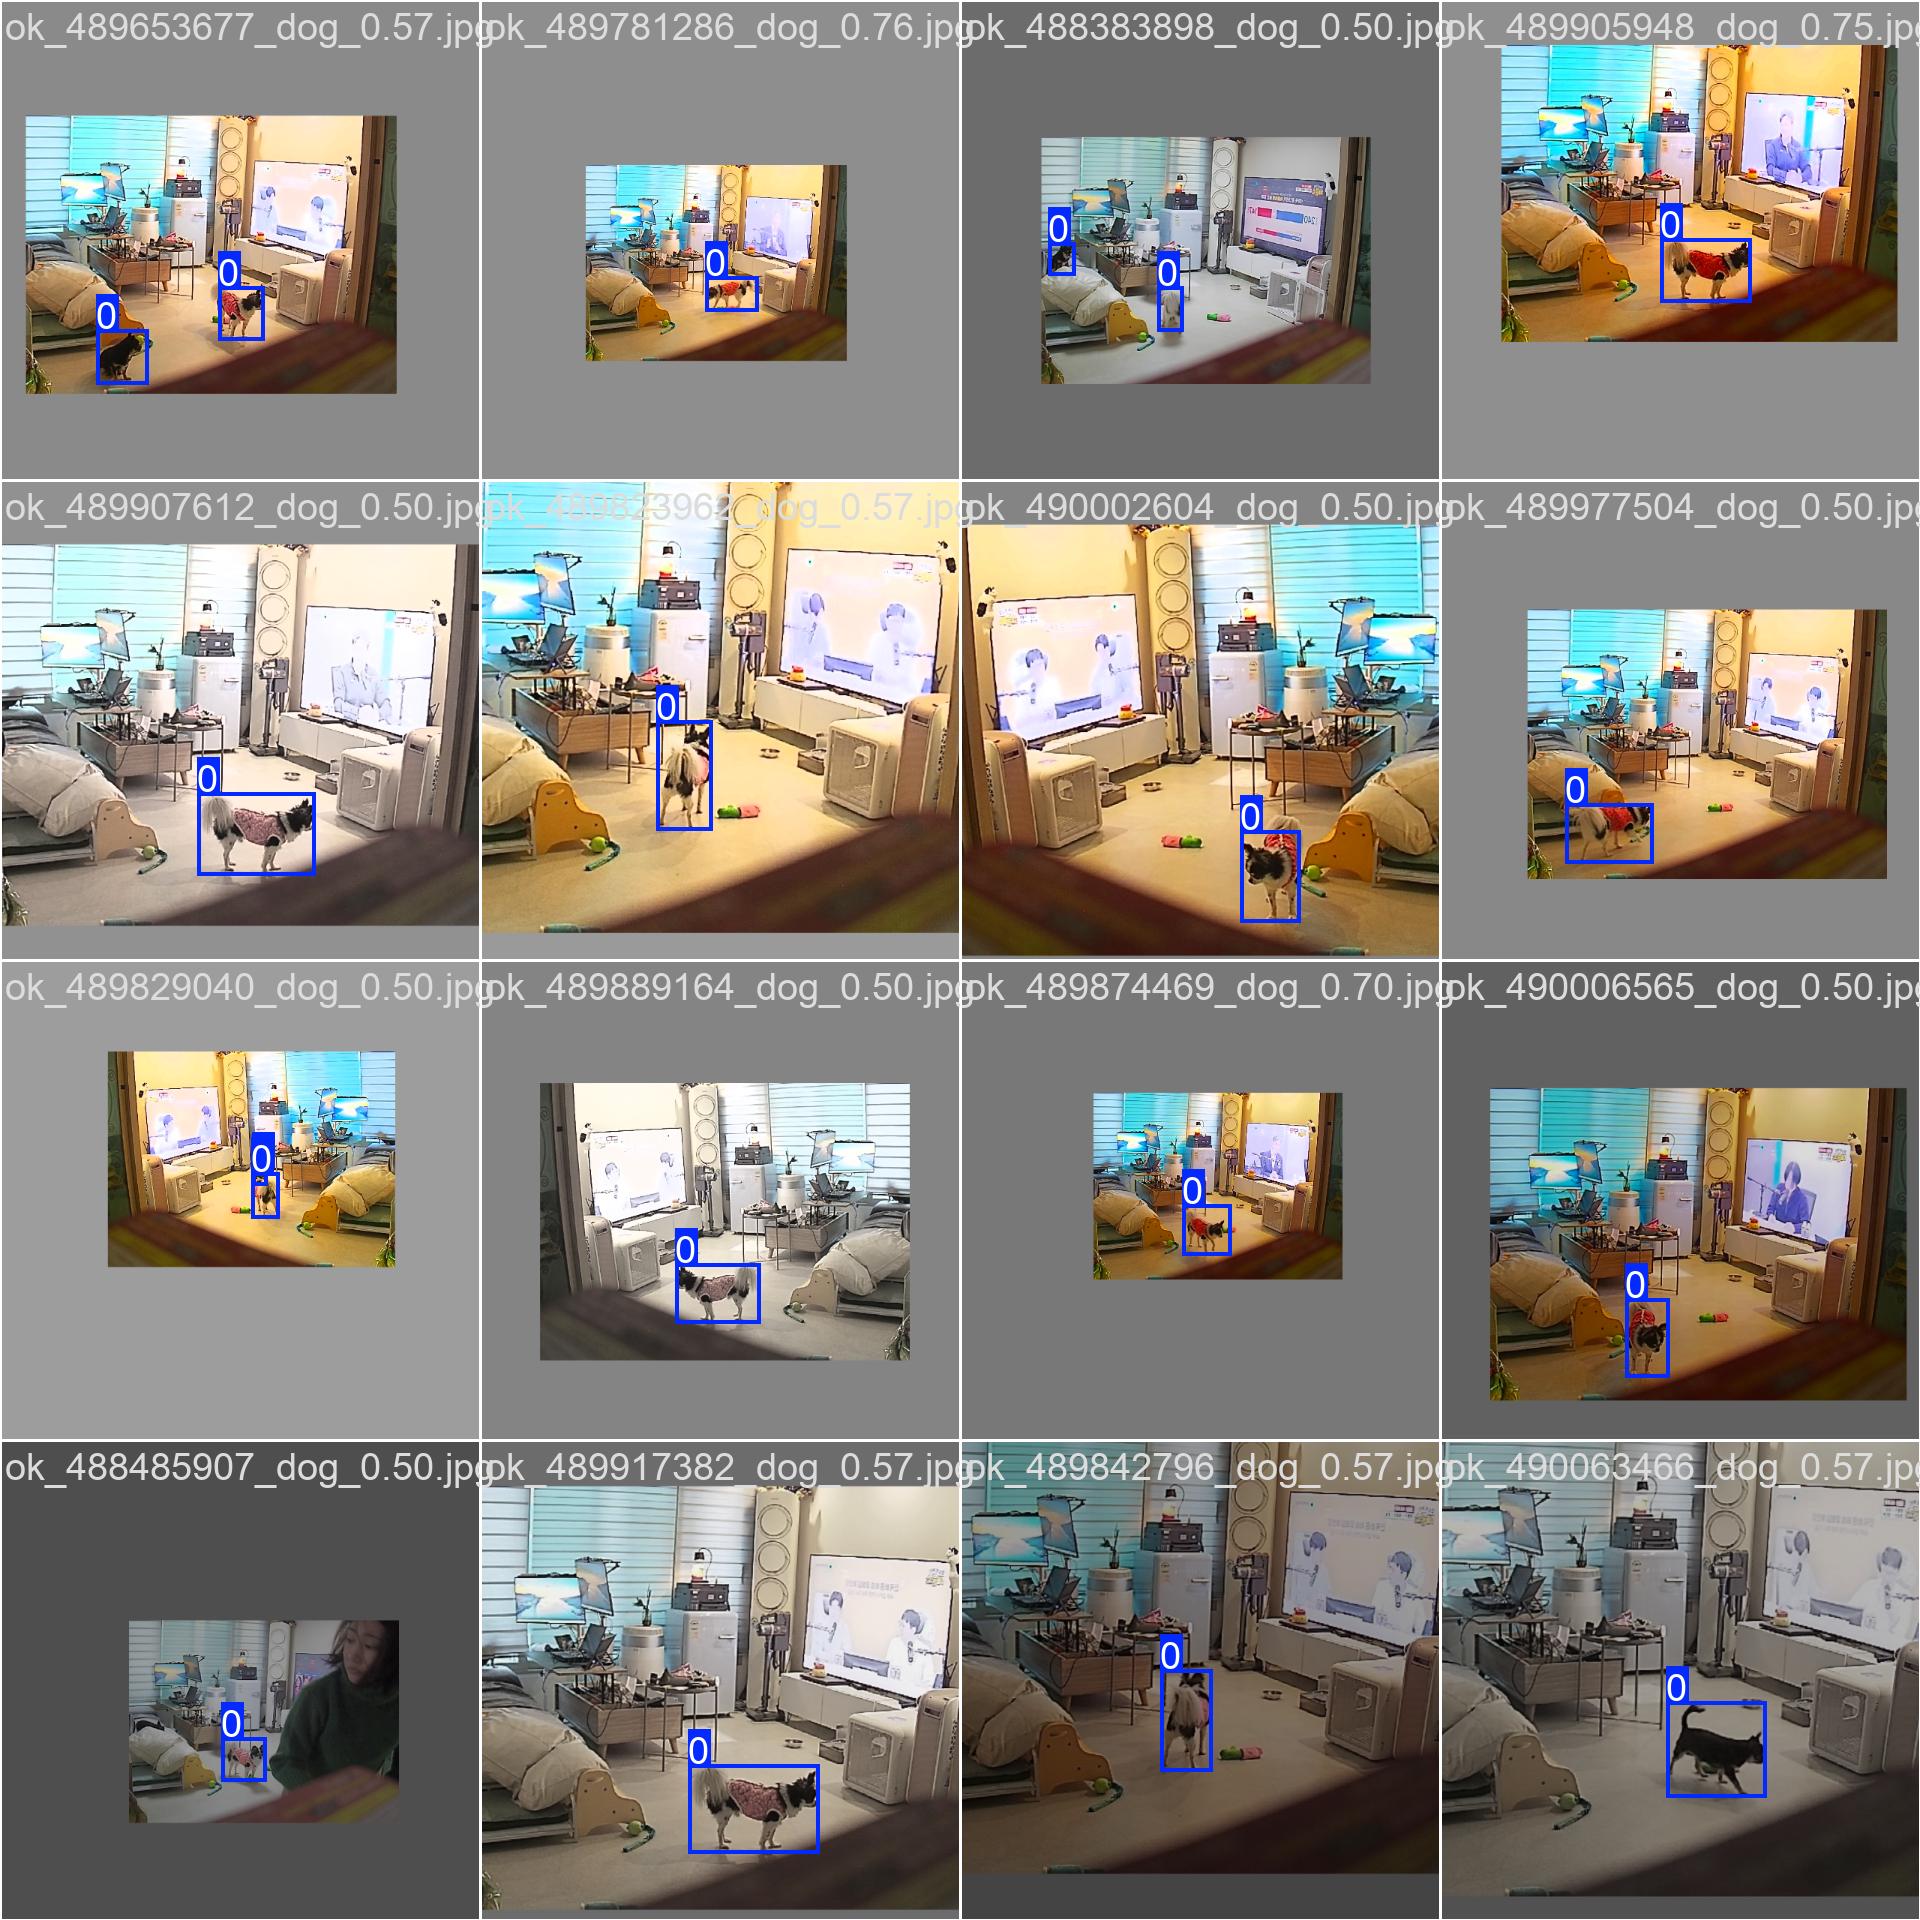 ok_489653677_dog_0.57.jpg
ok_489781286_dog_0.76.jpg
ok_488383898_dog_0.50.jpg
ok_489905948_dog_0.75.jpg
0
0
0
0
0
0
ok_489907612_dog_0.50.jpg
ok_489823962_dog_0.57.jpg
ok_490002604_dog_0.50.jpg
ok_489977504_dog_0.50.jpg
0
0
0
0
ok_489829040_dog_0.50.jpg
ok_489889164_dog_0.50.jpg
ok_489874469_dog_0.70.jpg
ok_490006565_dog_0.50.jpg
0
0
0
0
ok_488485907_dog_0.50.jpg
ok_489917382_dog_0.57.jpg
ok_489842796_dog_0.57.jpg
ok_490063466_dog_0.57.jpg
0
0
0
0